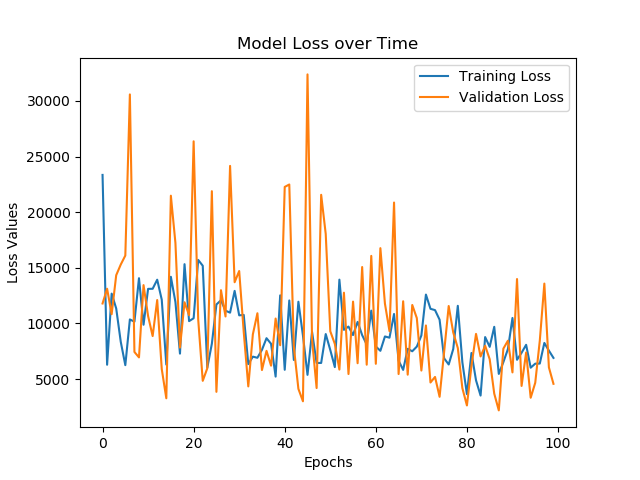 Model Loss over Time
Training Loss
Validation Loss
30000
25000
20000
15000
10000
5000
Loss Values
0 20 40 60 80 100
Epochs